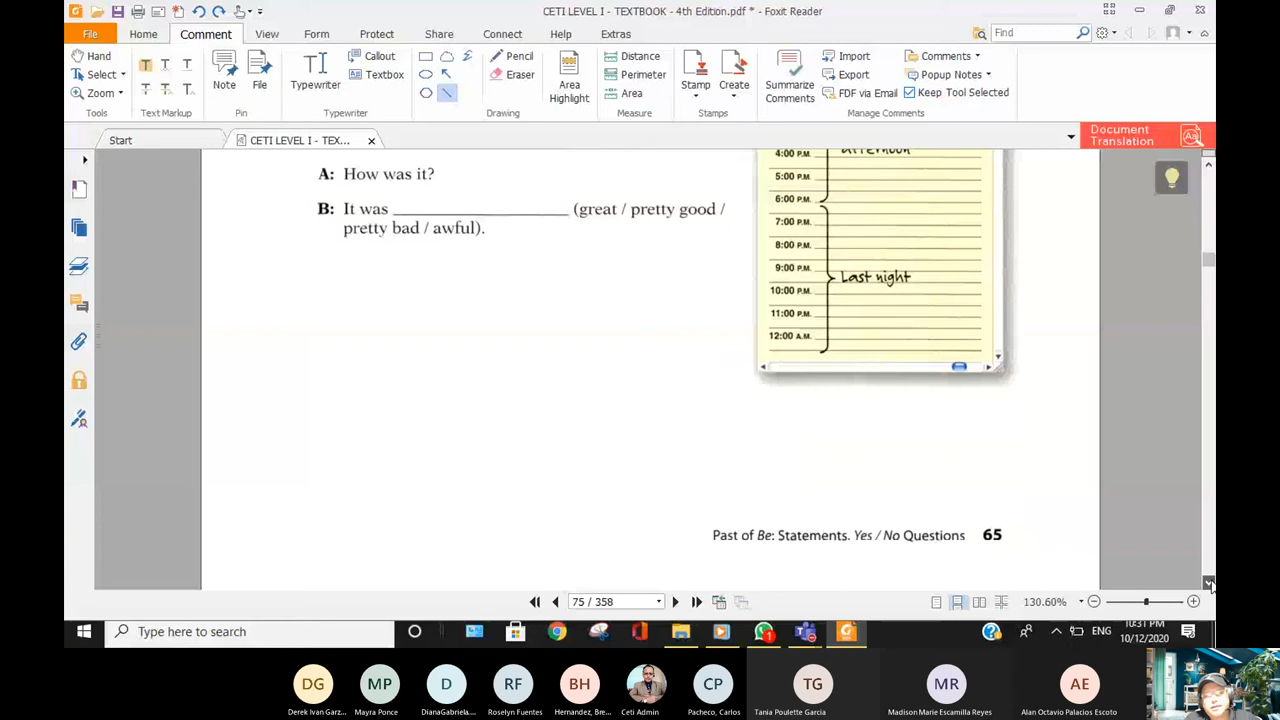 CETI LEVEL I - TEXTBOOK - 4th Edition.pdf * - Foxit Reader
File Home Comment View Form Protect Share Connect Help Extras
Find
Hand
Select
Zoom
Tools
T T T
T T T
Text Markup
Note
File
Typewriter
Callout
Textbox
Typewriter
Pencil
Eraser
Drawing
Area Highlight
Distance
Perimeter
Area
Measure
Stamp
Create
Stamps
Summarize Comments
Import
Export
FDF via Email
Comments
Popup Notes
Keep Tool Selected
Manage Comments
Start
CETI LEVEL I - TEX...
Document Translation
A: How was it?
B: It was ____________________ (great / pretty good /
pretty bad / awful).
4:00 P.M. afternoon
5:00 P.M.
6:00 P.M.
7:00 P.M.
8:00 P.M.
9:00 P.M. Last night
10:00 P.M.
11:00 P.M.
12:00 A.M.
Past of Be: Statements. Yes / No Questions 65
75 / 358
130.60%
Type here to search
1
ENG
10:31 PM
10/12/2020
DG
Derek Ivan Garz...
MP
Mayra Ponce
D
DianaGabriela...
RF
Roselyn Fuentes
BH
Hernandez, Bre...
Ceti Admin
CP
Pacheco, Carlos
TG
Tania Poulette Garcia
MR
Madison Marie Escamilla Reyes
AE
Alan Octavio Palacios Escoto